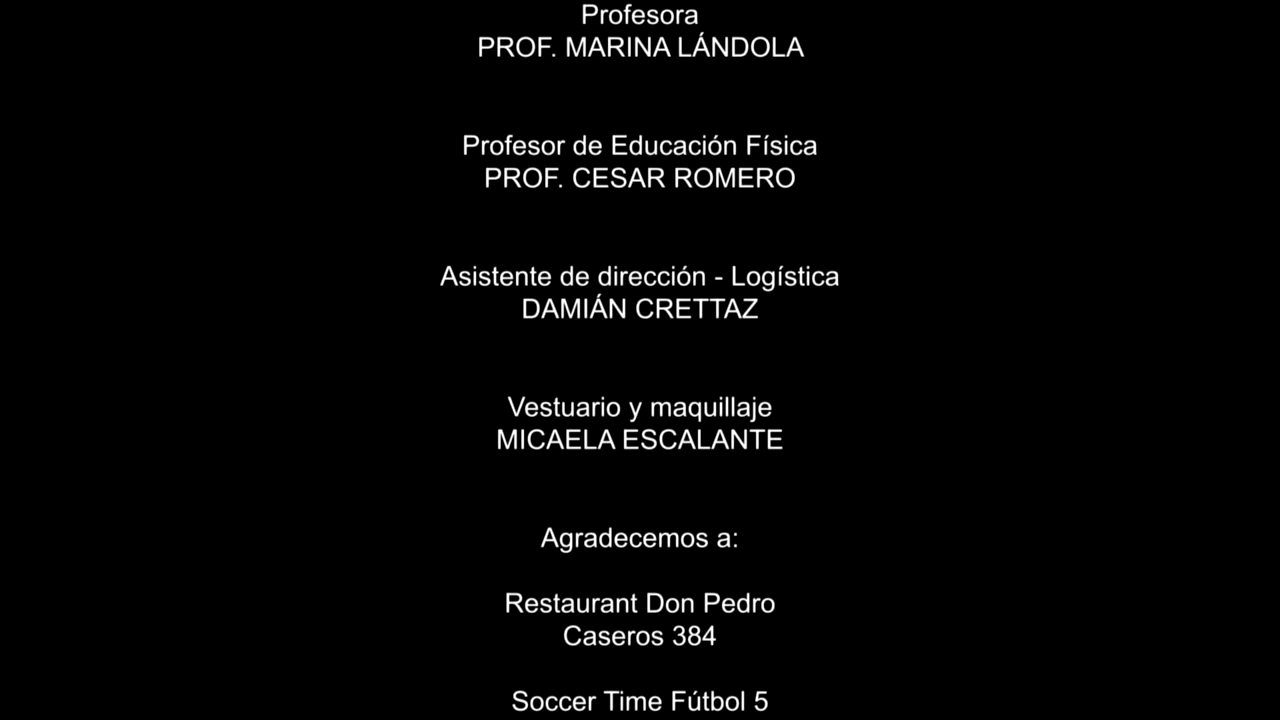 Profesora
PROF. MARINA LÁNDOLA
Profesor de Educación Física
PROF. CESAR ROMERO
Asistente de dirección - Logística
DAMIÁN CRETTAZ
Vestuario y maquillaje
MICAELA ESCALANTE
Agradecemos a:
Restaurant Don Pedro
Caseros 384
Soccer Time Fútbol 5